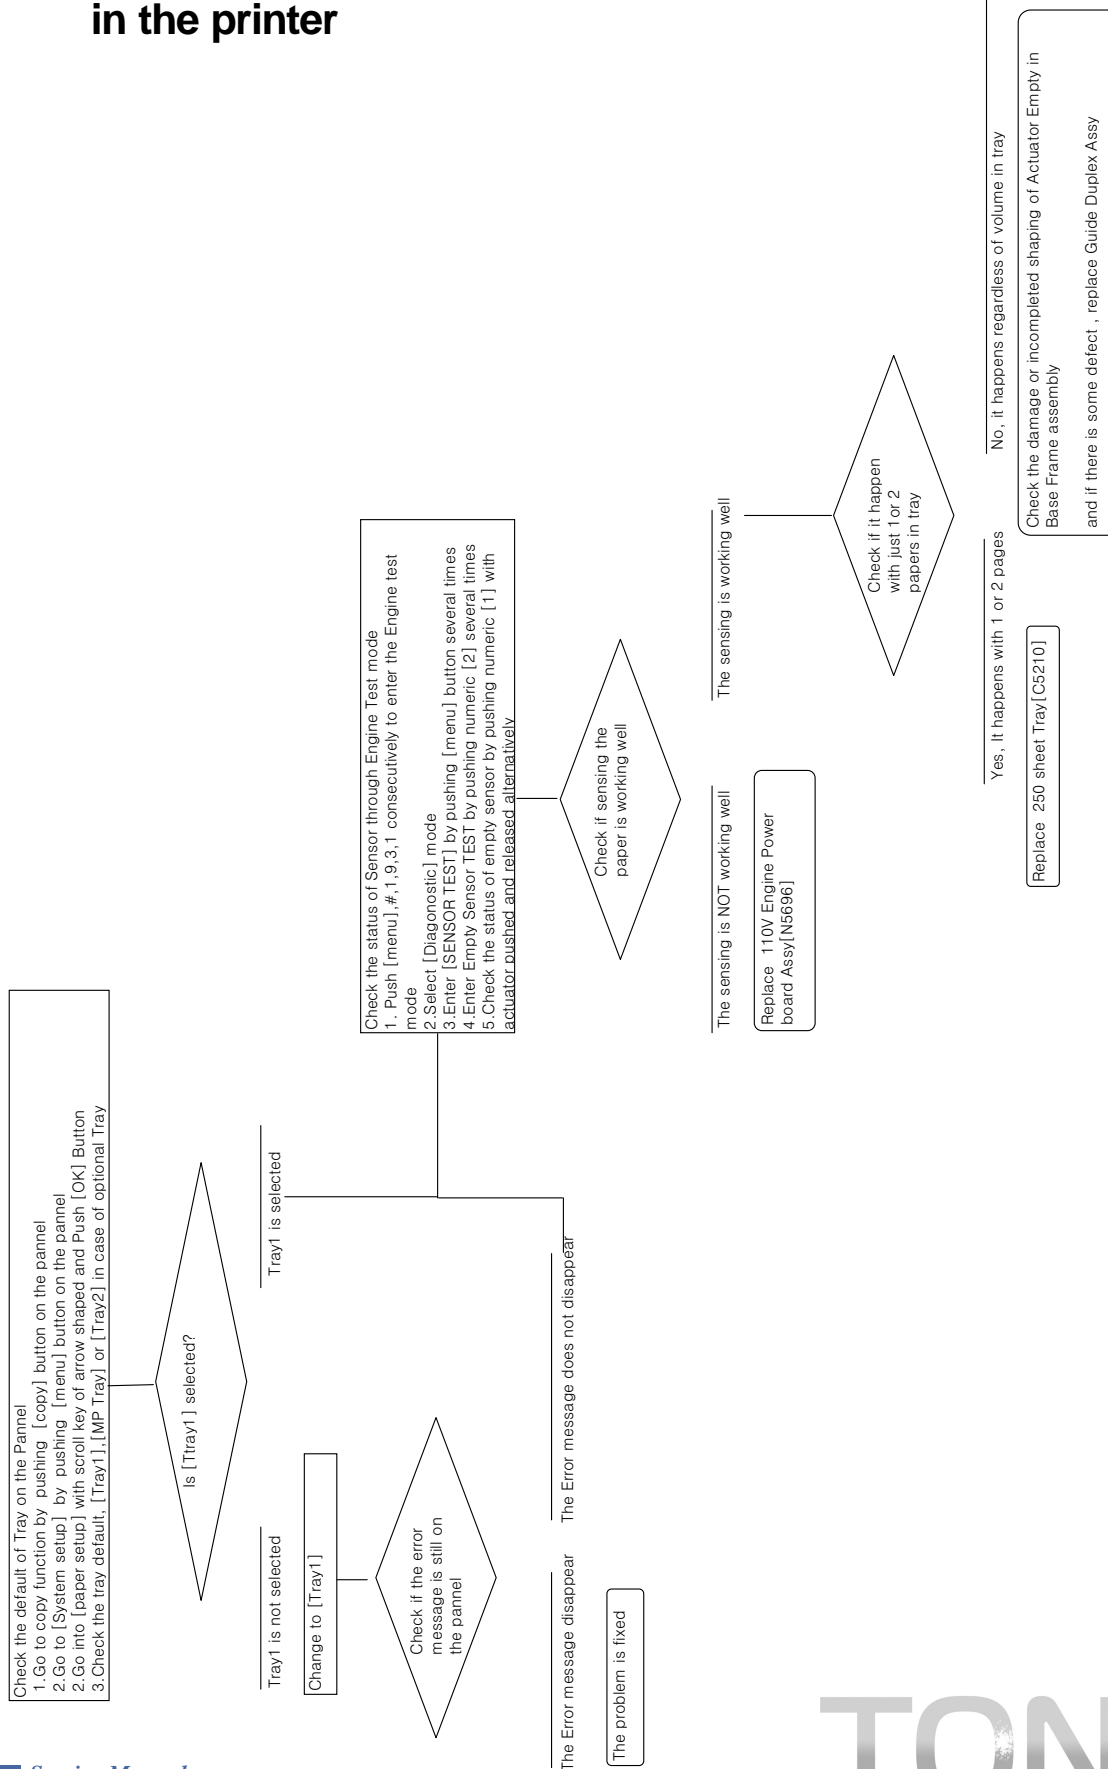 in the printer
Check the default of Tray on the Pannel
1.Go to copy function by pushing [copy] button on the pannel
2.Go to [System setup] by pushing [menu] button on the pannel
2.Go into [paper setup] with scroll key of arrow shaped and Push [OK] Button
3.Check the tray default, [Tray1],[MP Tray] or [Tray2] in case of optional Tray
Is [Ttray1] selected?
Tray1 is not selected
Tray1 is selected
Change to [Tray1]
Check if the error
message is still on
the pannel
The Error message disappear
The Error message does not disappear
The problem is fixed
Check the status of Sensor through Engine Test mode
1. Push [menu],#,1,9,3,1 consecutively to enter the Engine test
mode
2.Select [Diagonostic] mode
3.Enter [SENSOR TEST] by pushing [menu] button several times
4.Enter Empty Sensor TEST by pushing numeric [2] several times
5.Check the status of empty sensor by pushing numeric [1] with
actuator pushed and released alternatively
Check if sensing the
paper is working well
The sensing is NOT working well
The sensing is working well
Replace 110V Engine Power
board Assy[N5696]
Check if it happen
with just 1 or 2
papers in tray
Yes, It happens with 1 or 2 pages
No, it happens regardless of volume in tray
Replace 250 sheet Tray[C5210]
Check the damage or incompleted shaping of Actuator Empty in
Base Frame assembly
and if there is some defect , replace Guide Duplex Assy
Service Manual
TON